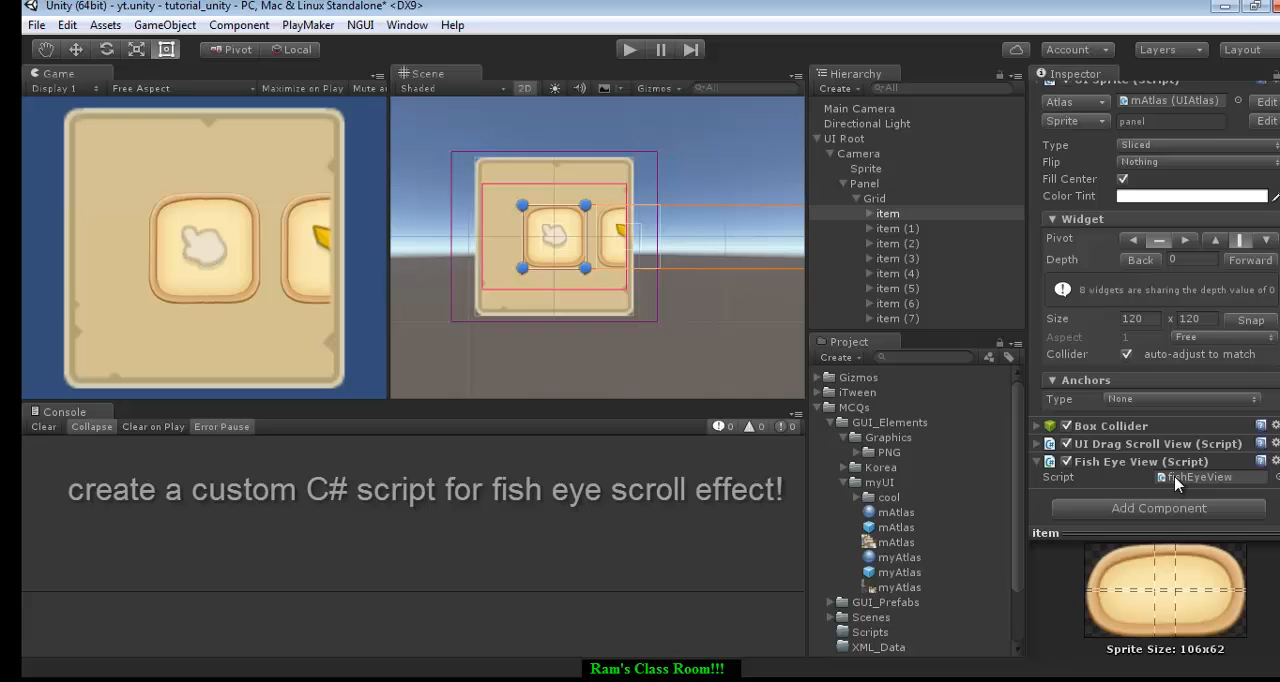 Unity (64bit) - yt.unity - tutorial_unity - PC, Mac & Linux Standalone* <DX9>
File Edit Assets GameObject Component PlayMaker NGUI Window Help
Pivot Local Account Layers Layout
Game
Display 1 Free Aspect Maximize on Play Mute a
Scene
Shaded 2D Gizmos All
Hierarchy
Create All
Main Camera
Directional Light
UI Root
Camera
Sprite
Panel
Grid
item
item (1)
item (2)
item (3)
item (4)
item (5)
item (6)
item (7)
Project
Create
Gizmos
iTween
MCQs
GUI_Elements
Graphics
PNG
Korea
myUI
cool
mAtlas
mAtlas
mAtlas
myAtlas
myAtlas
myAtlas
GUI_Prefabs
Scenes
Scripts
XML_Data
Inspector
UI Sprite (Script)
Atlas mAtlas (UIAtlas) Edit
Sprite panel Edit
Type Sliced
Flip Nothing
Fill Center
Color Tint
Widget
Pivot
Depth Back 0 Forward
8 widgets are sharing the depth value of 0
Size 120 x 120 Snap
Aspect 1 Free
Collider auto-adjust to match
Anchors
Type None
Box Collider
UI Drag Scroll View (Script)
Fish Eye View (Script)
Script fishEyeView
Add Component
item
Sprite Size: 106x62
Console
Clear Collapse Clear on Play Error Pause 0 0 0
create a custom C# script for fish eye scroll effect!
Ram's Class Room!!!